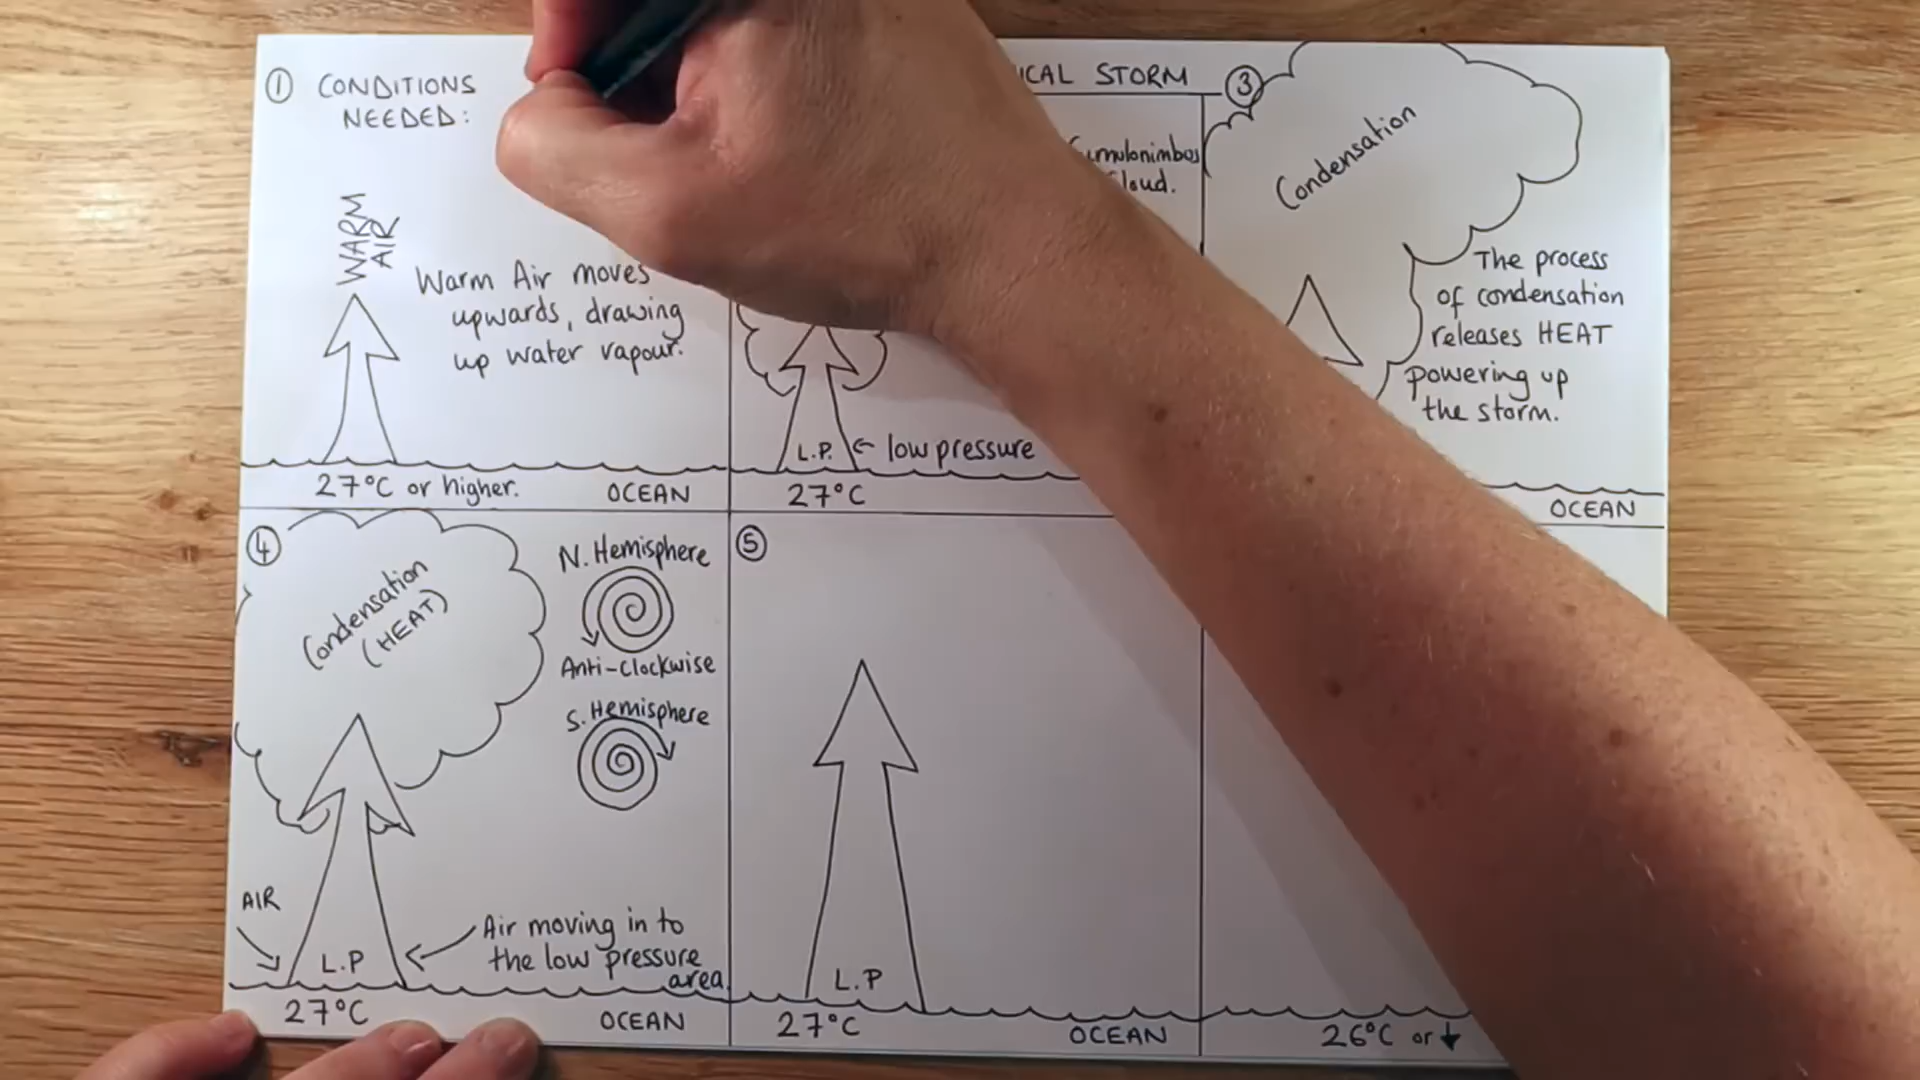 ① CONDITIONS
NEEDED:
WARM
AIR
Warm Air moves
upwards, drawing
up water vapour.
27°C or higher.
OCEAN
STORM
Cloud.
L.P. ← low pressure
27°C
③
Condensation
The process
of condensation
releases HEAT
powering up
the storm.
OCEAN
④
Condensation
(HEAT)
N. Hemisphere
Anti-Clockwise
S. Hemisphere
AIR
L.P
Air moving in to
the low pressure
area
27°C
OCEAN
⑤
L.P
27°C
OCEAN
26°C or ↓